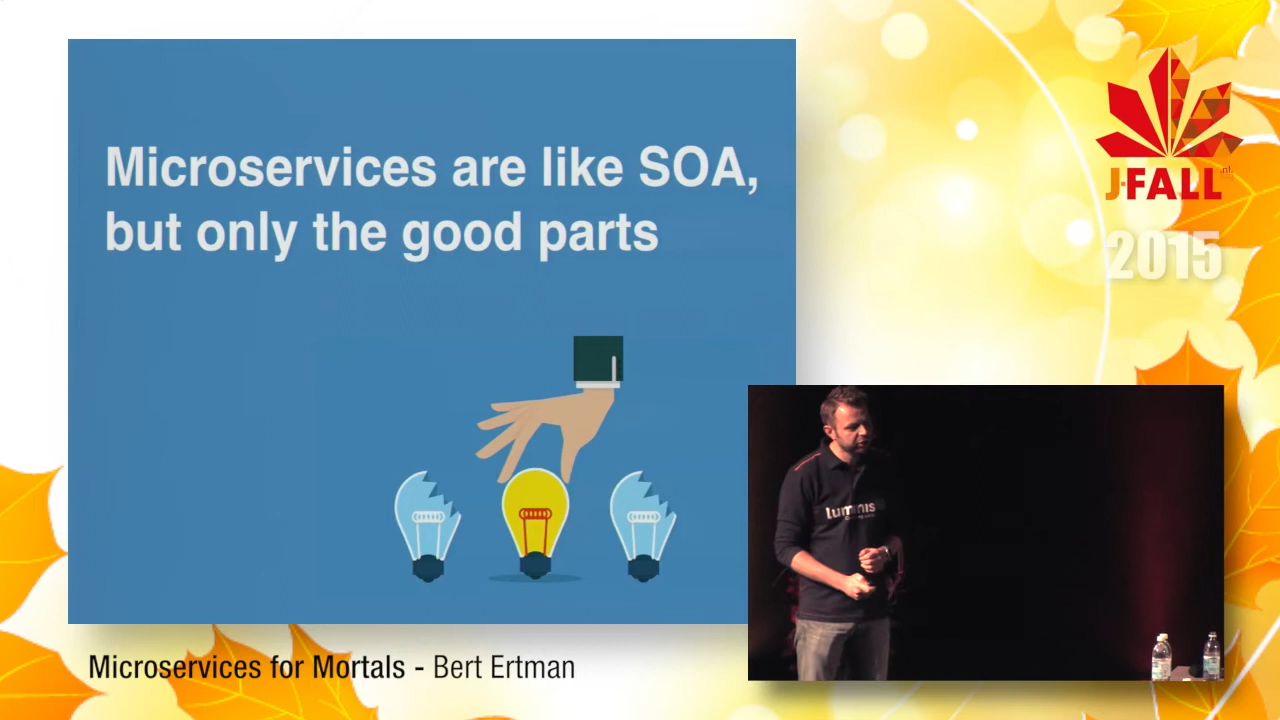 Microservices are like SOA,
but only the good parts
J-FALL
.nl
2015
luminis
Microservices for Mortals - Bert Ertman